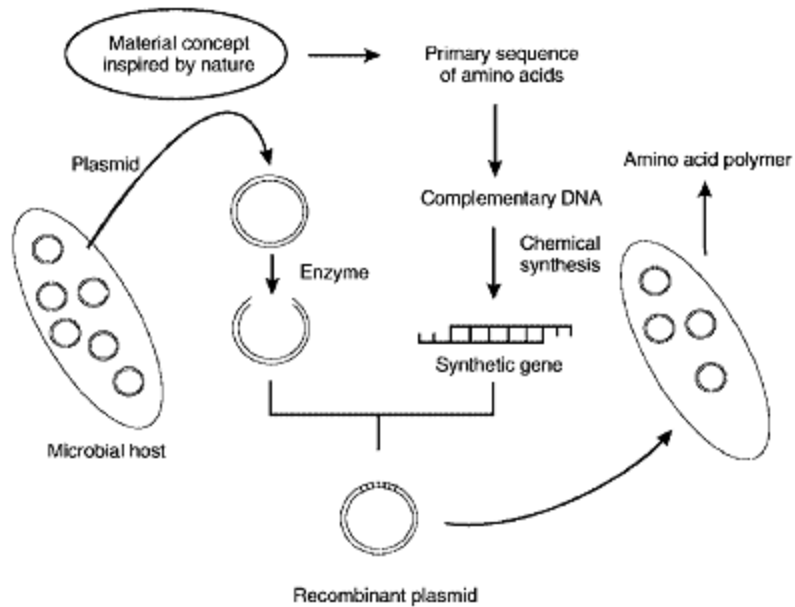 Material concept
inspired by nature
Primary sequence
of amino acids
Plasmid
Amino acid polymer
Complementary DNA
Chemical
synthesis
Enzyme
Synthetic gene
Microbial host
Recombinant plasmid